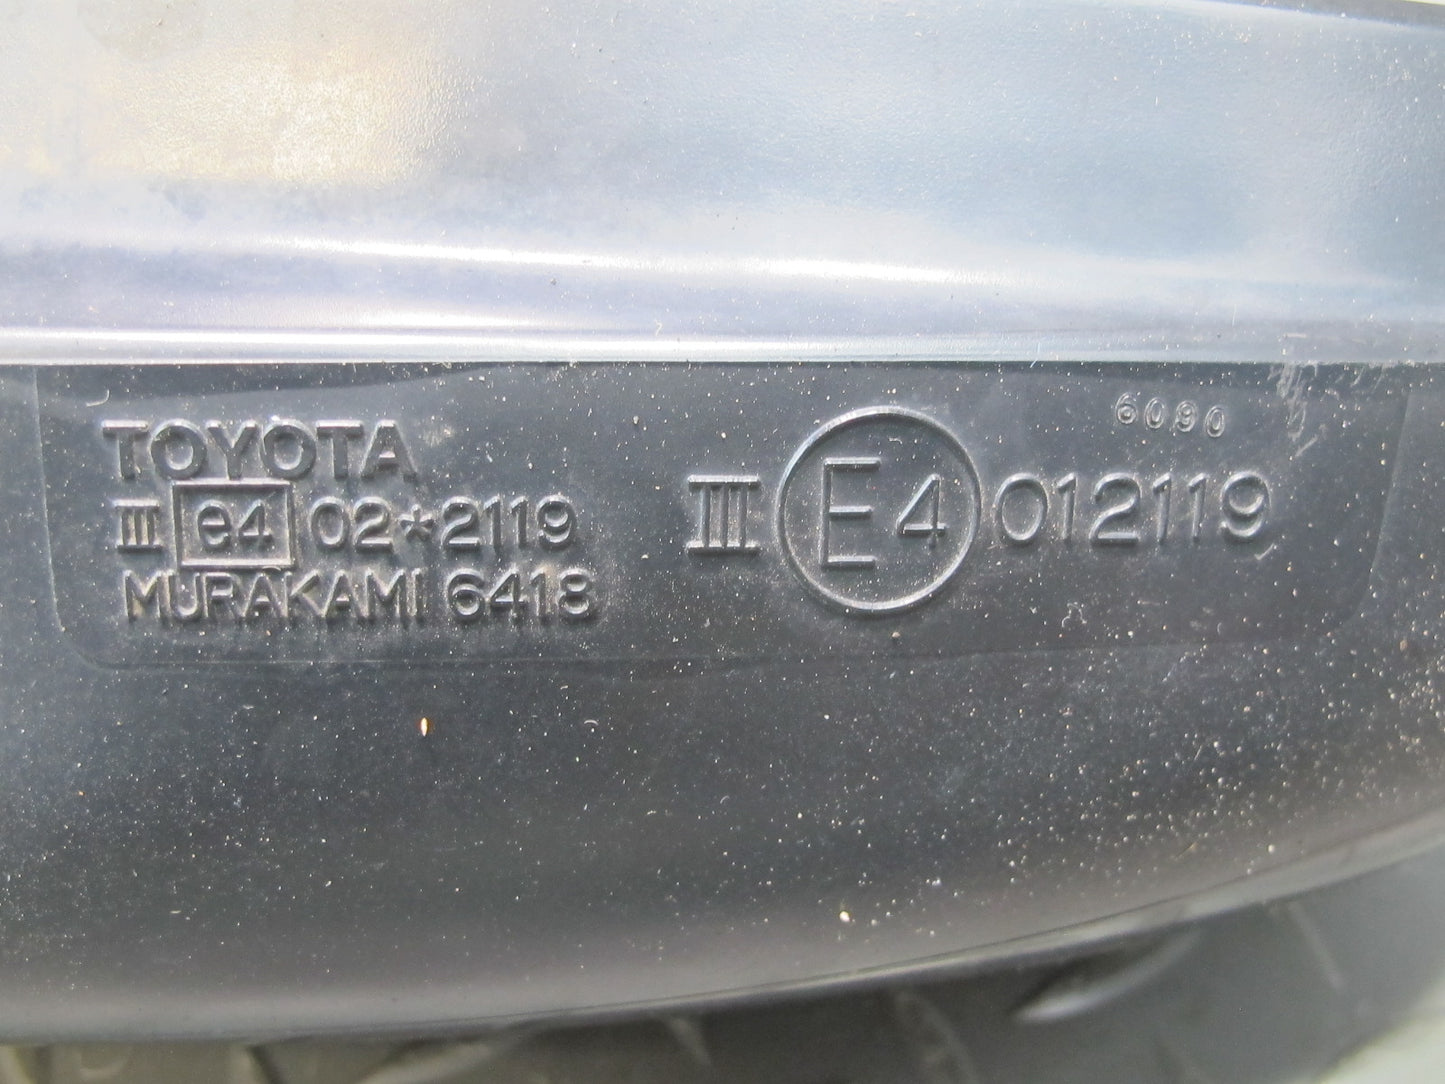 TOYOTA
III e4 02*2119
MURAKAMI 6418
6090
III E4 012119